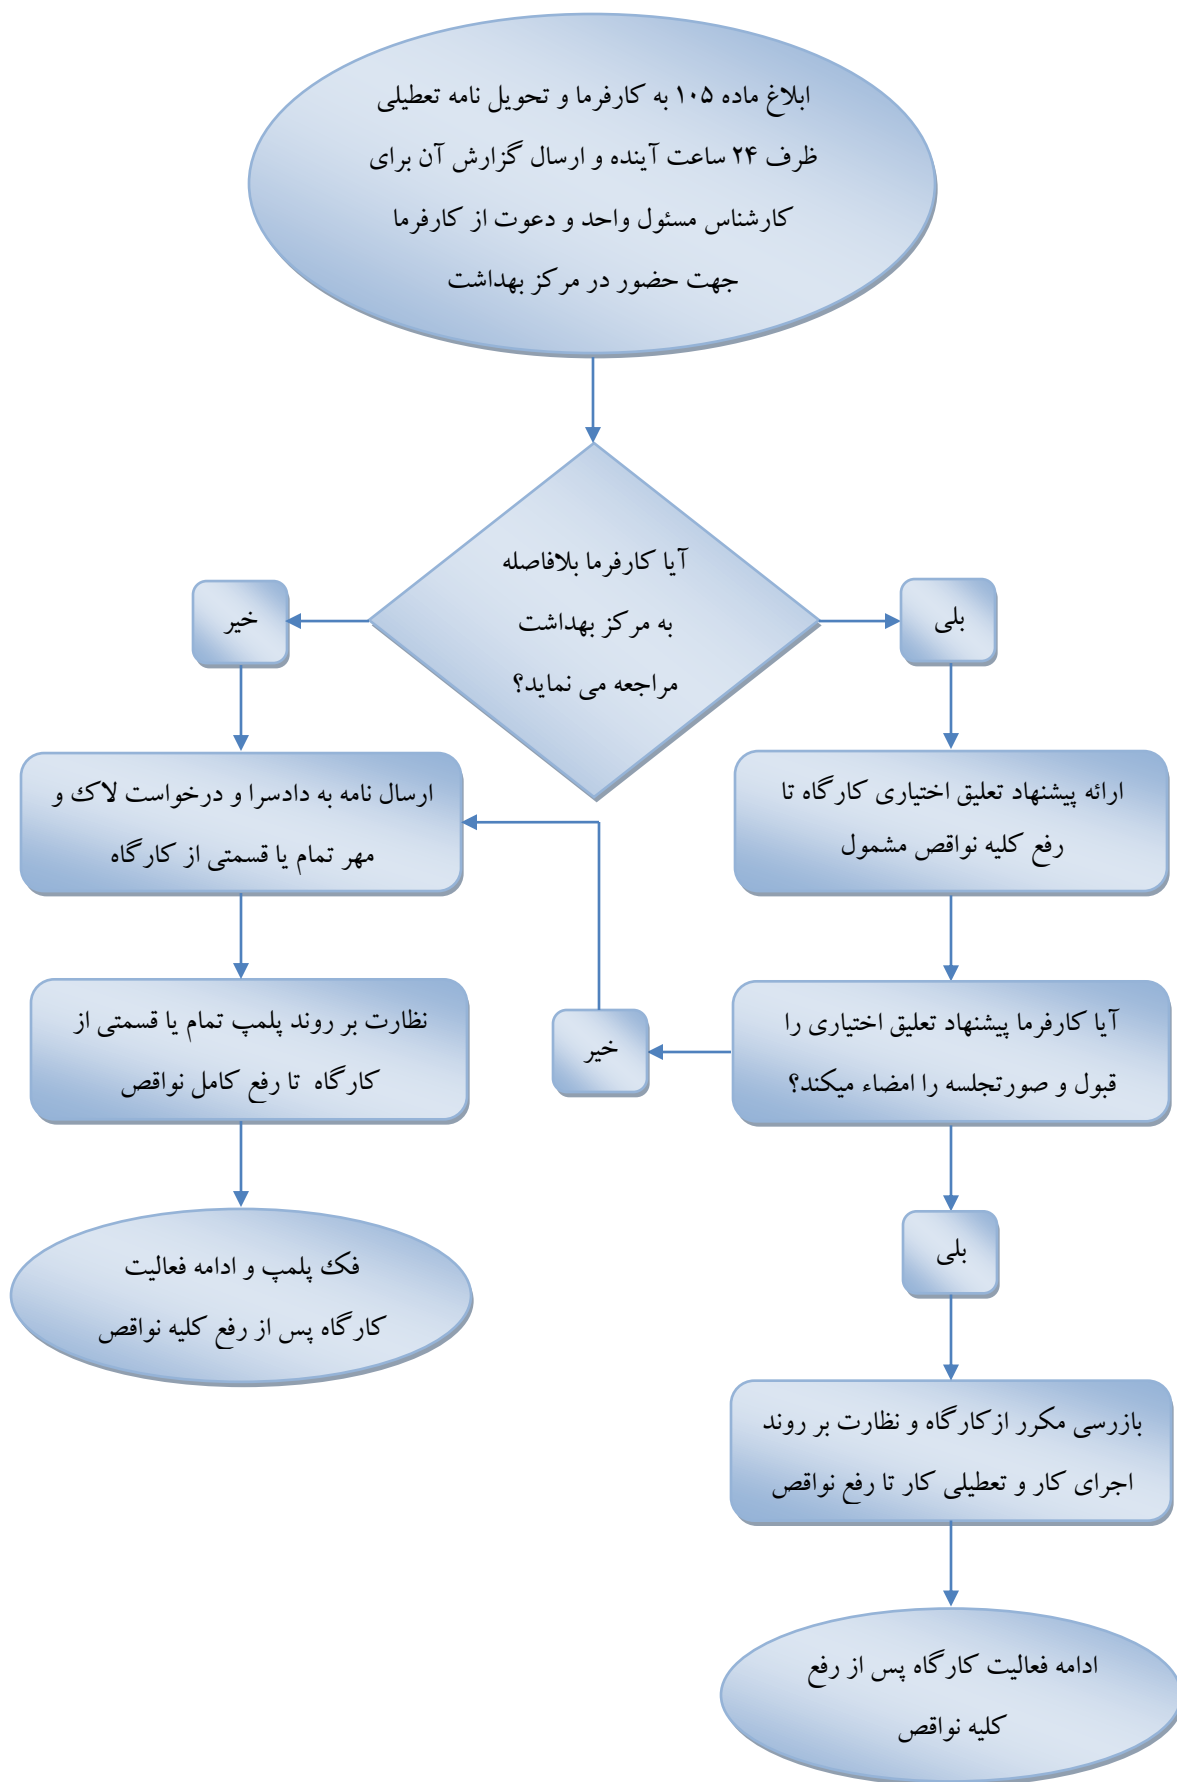 ابلاغ ماده ۱۰۵ به کارفرما و تحویل نامه تعطیلی
ظرف ۲۴ ساعت آینده و ارسال گزارش آن برای
کارشناس مسئول واحد و دعوت از کارفرما
جهت حضور در مرکز بهداشت
آیا کارفرما بلافاصله
به مرکز بهداشت
مراجعه می نماید؟
بلی
خیر
ارائه پیشنهاد تعلیق اختیاری کارگاه تا
رفع کلیه نواقص مشمول
ارسال نامه به دادسرا و درخواست لاک و
مهر تمام یا قسمتی از کارگاه
آیا کارفرما پیشنهاد تعلیق اختیاری را
قبول و صورتجلسه را امضاء میکند؟
خیر
نظارت بر روند پلمپ تمام یا قسمتی از
کارگاه تا رفع کامل نواقص
بلی
فک پلمپ و ادامه فعالیت
کارگاه پس از رفع کلیه نواقص
بازرسی مکرر ازکارگاه و نظارت بر روند
اجرای کار و تعطیلی کار تا رفع نواقص
ادامه فعالیت کارگاه پس از رفع
کلیه نواقص